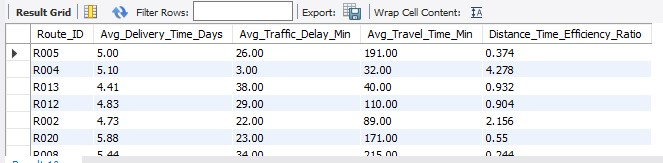 Result Grid Filter Rows: Export: Wrap Cell Content:
Route_ID Avg_Delivery_Time_Days Avg_Traffic_Delay_Min Avg_Travel_Time_Min Distance_Time_Efficiency_Ratio
R005 5.00 26.00 191.00 0.374
R004 5.10 3.00 32.00 4.278
R013 4.41 38.00 40.00 0.932
R012 4.83 29.00 110.00 0.904
R002 4.73 22.00 89.00 2.156
R020 5.88 23.00 171.00 0.55
R008 5.44 34.00 215.00 0.244